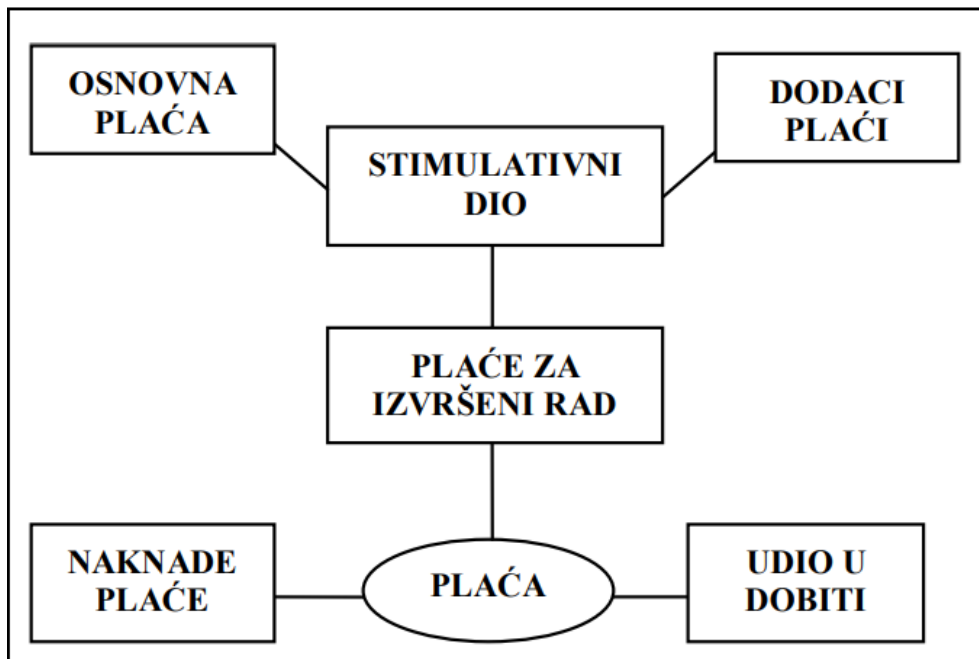 OSNOVNA
PLAĆA
DODACI
PLAĆI
STIMULATIVNI
DIO
PLAĆE ZA
IZVRŠENI RAD
NAKNADE
PLAĆE
PLAĆA
UDIO U
DOBITI